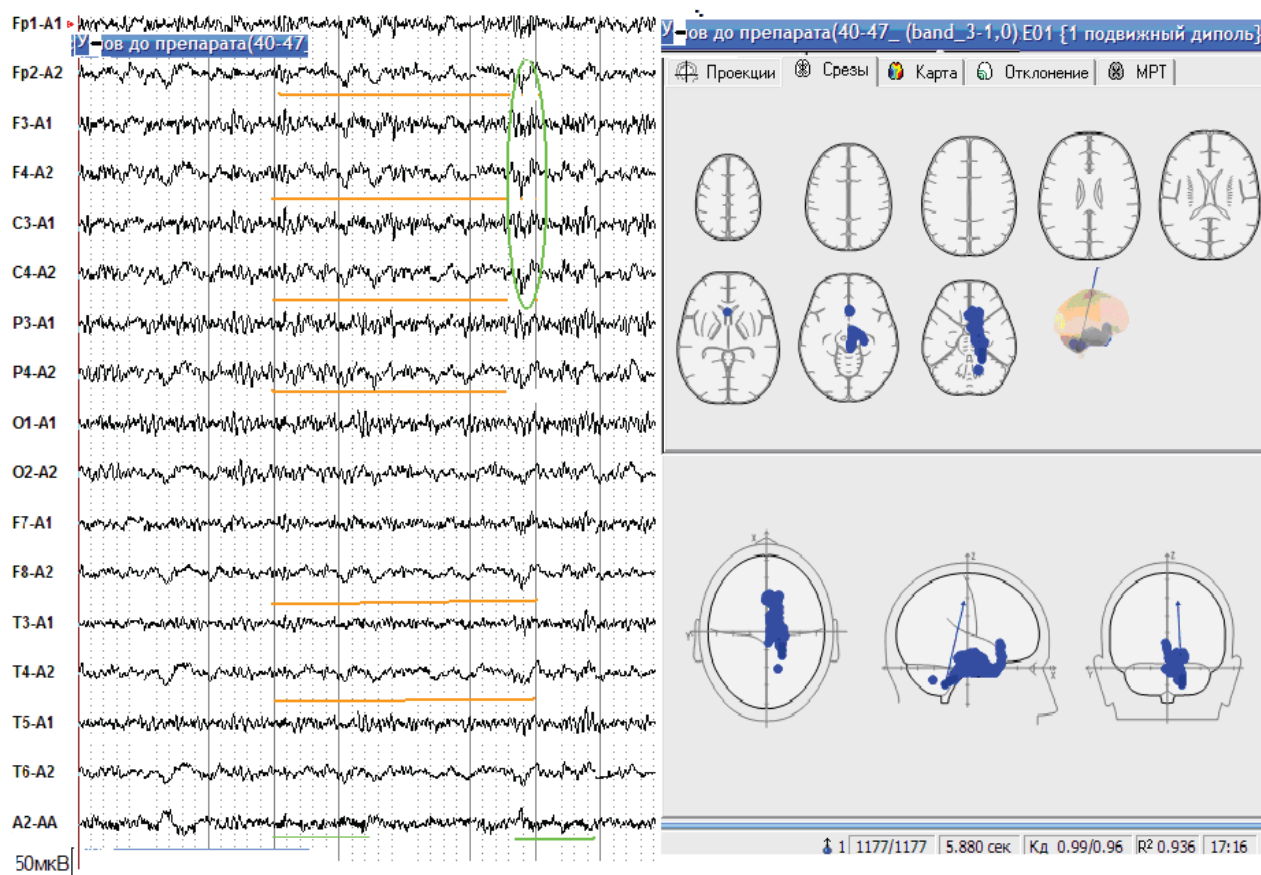 Fp1-A1
У-ов до препарата(40-47
Fp2-A2
F3-A1
F4-A2
C3-A1
C4-A2
P3-A1
P4-A2
O1-A1
O2-A2
F7-A1
F8-A2
T3-A1
T4-A2
T5-A1
T6-A2
A2-AA
50мкВ
У-ов до препарата(40-47_ (band_3-1,0) E01 {1 подвижный диполь}
Проекции Срезы Карта Отклонение МРТ
X
Y
Z
X
Z
Y
1 1177/1177 5.880 сек Кд 0.99/0.96 R² 0.936 17:16